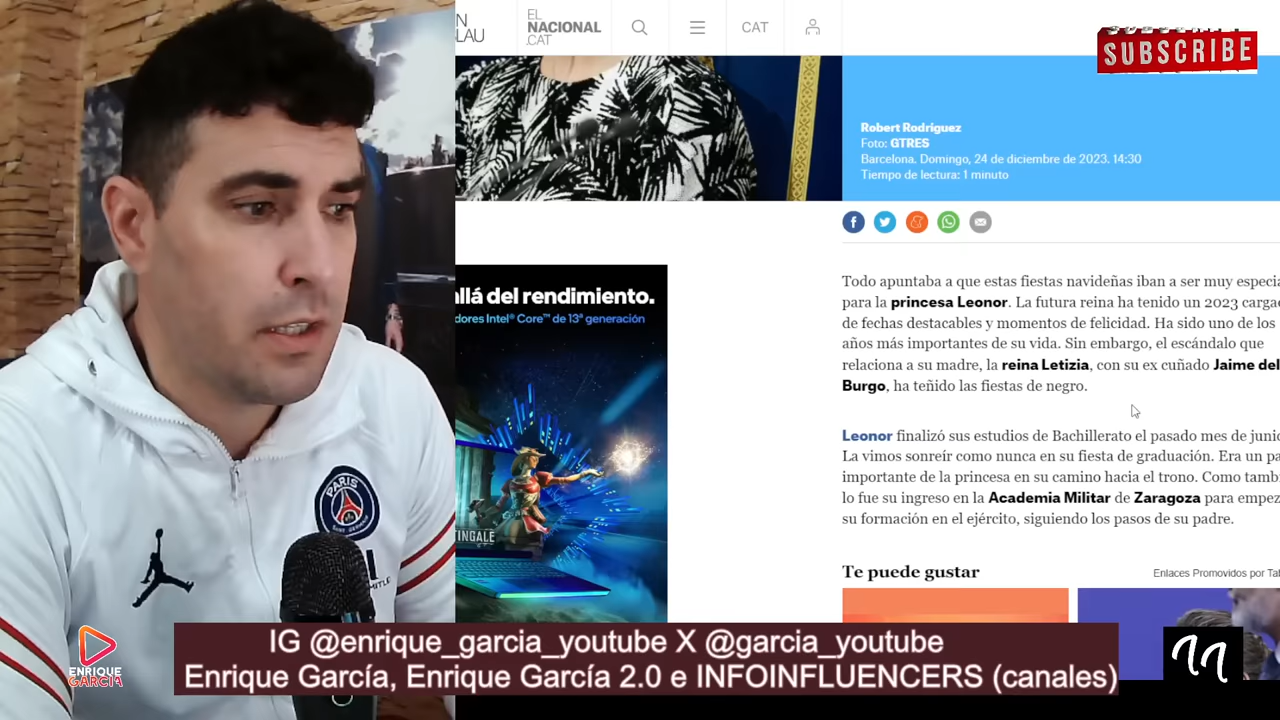 N
LAU
EL
NACIONAL
.CAT
CAT
SUBSCRIBE
Robert Rodríguez
Foto: GTRES
Barcelona. Domingo, 24 de diciembre de 2023. 14:30
Tiempo de lectura: 1 minuto
allá del rendimiento.
dores Intel® Core™ de 13ª generación
TINGALE
Todo apuntaba a que estas fiestas navideñas iban a ser muy especia
para la princesa Leonor. La futura reina ha tenido un 2023 carga
de fechas destacables y momentos de felicidad. Ha sido uno de los
años más importantes de su vida. Sin embargo, el escándalo que
relaciona a su madre, la reina Letizia, con su ex cuñado Jaime del
Burgo, ha teñido las fiestas de negro.
Leonor finalizó sus estudios de Bachillerato el pasado mes de junio
La vimos sonreír como nunca en su fiesta de graduación. Era un pa
importante de la princesa en su camino hacia el trono. Como tamb
lo fue su ingreso en la Academia Militar de Zaragoza para empez
su formación en el ejército, siguiendo los pasos de su padre.
Te puede gustar
Enlaces Promovidos por Tab
PARIS
SAINT-GERMAIN
IG @enrique_garcia_youtube X @garcia_youtube
Enrique García, Enrique García 2.0 e INFOINFLUENCERS (canales)
ENRIQUE
GARCÍA